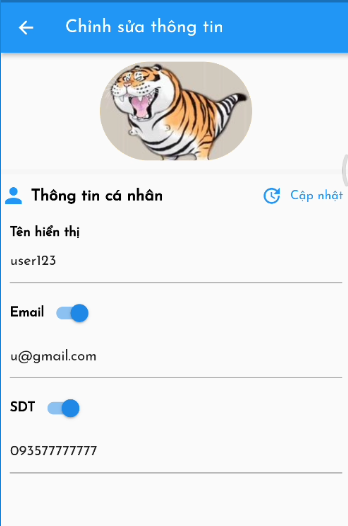 Chỉnh sửa thông tin
Thông tin cá nhân
Cập nhật
Tên hiển thị
user123
Email
u@gmail.com
SDT
093577777777